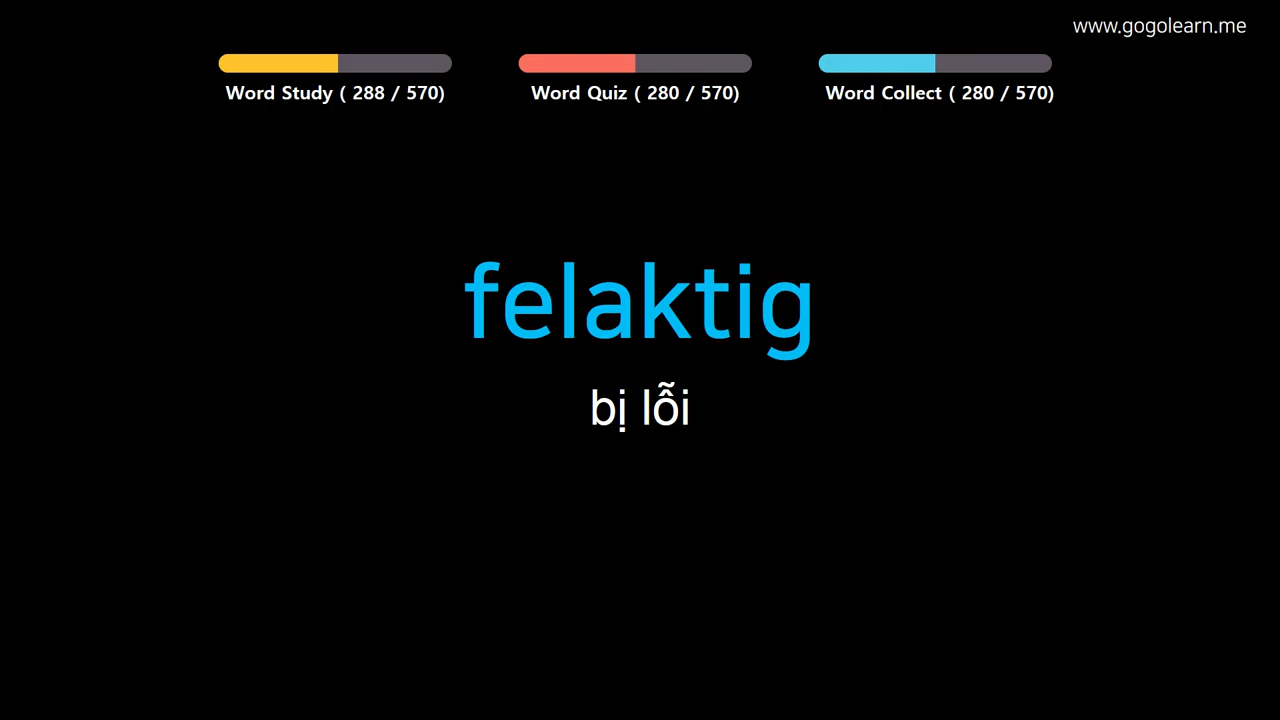 www.gogolearn.me
Word Study ( 288 / 570)
Word Quiz ( 280 / 570)
Word Collect ( 280 / 570)
felaktig
bị lỗi